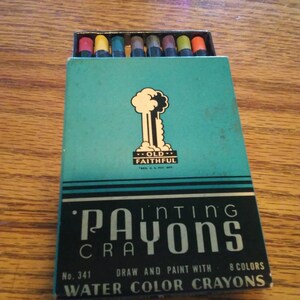 OLD
FAITHFUL
PAINTING
CRAYONS
No. 341 DRAW AND PAINT WITH 8 COLORS
WATER COLOR CRAYONS